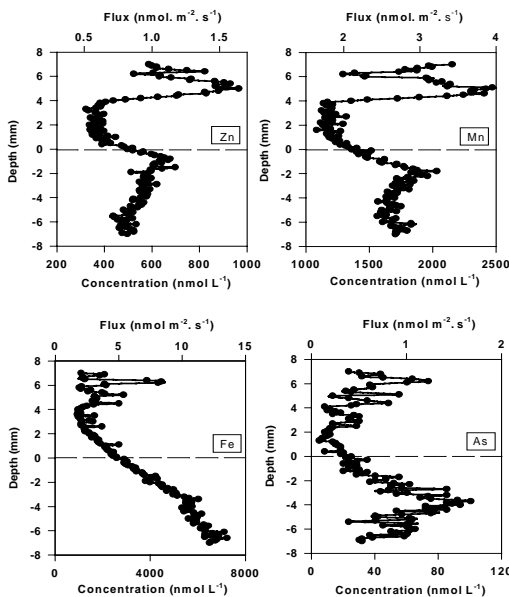 Flux (nmol. m⁻². s⁻¹)
0.5 1 1.5
8
6
4
2
0
-2
-4
-6
-8
Depth (mm)
Zn
200 400 600 800 1000
Concentration (nmol L⁻¹)
Flux (nmol. m⁻². s⁻¹)
2 3 4
8
6
4
2
0
-2
-4
-6
-8
Depth (mm)
Mn
1000 1500 2000 2500
Concentration (nmol L⁻¹)
Flux (nmol m⁻². s⁻¹)
0 5 10 15
8
6
4
2
0
-2
-4
-6
-8
Depth (mm)
Fe
0 4000 8000
Concentration (nmol L⁻¹)
Flux (nmol m⁻². s⁻¹)
0 1 2
8
6
4
2
0
-2
-4
-6
-8
Depth (mm)
As
0 40 80 120
Concentration (nmol L⁻¹)